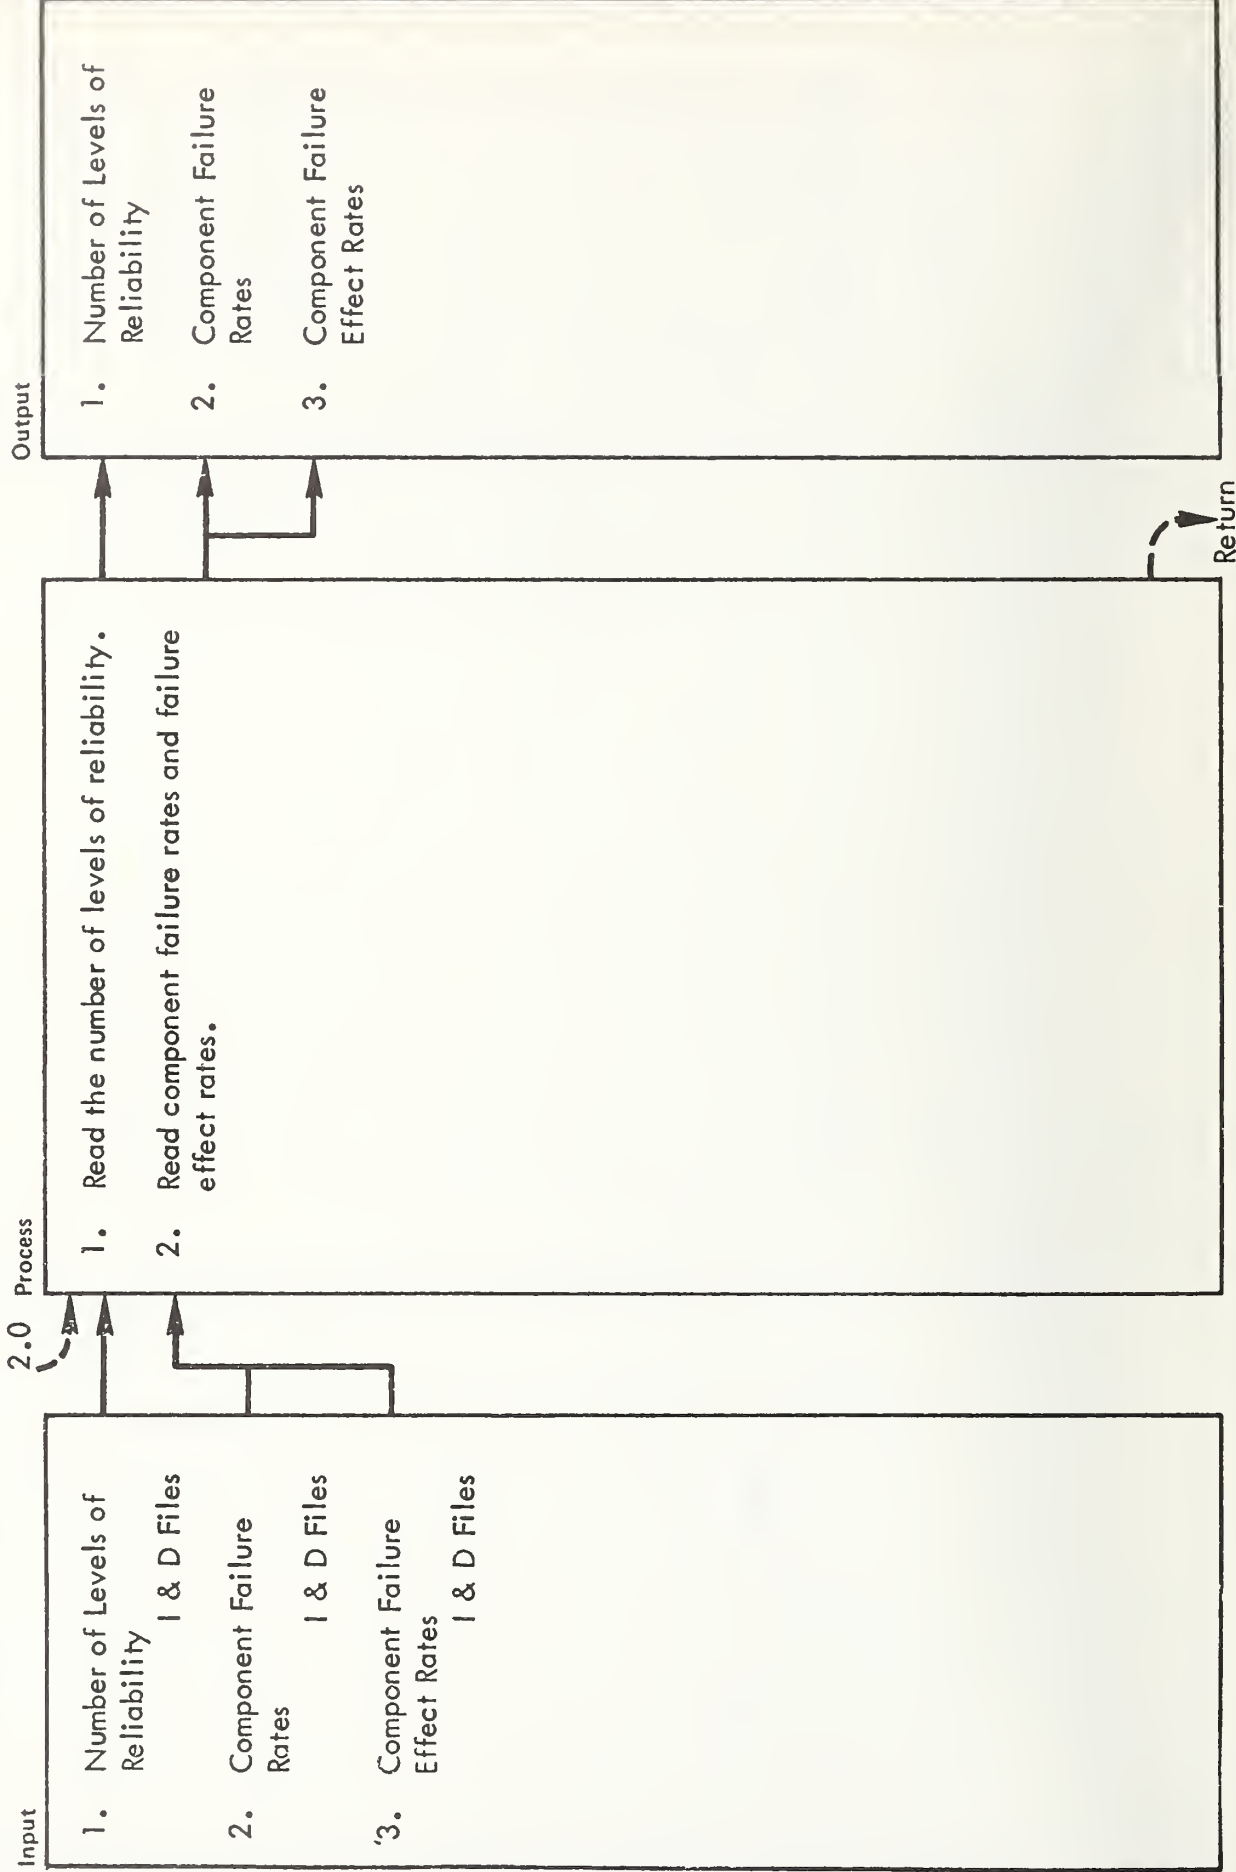 Input
1. Number of Levels of
Reliability
I & D Files
2. Component Failure
Rates
I & D Files
'3. Component Failure
Effect Rates
I & D Files
2.0
Process
1. Read the number of levels of reliability.
2. Read component failure rates and failure
effect rates.
Return
Output
1. Number of Levels of
Reliability
2. Component Failure
Rates
3. Component Failure
Effect Rates